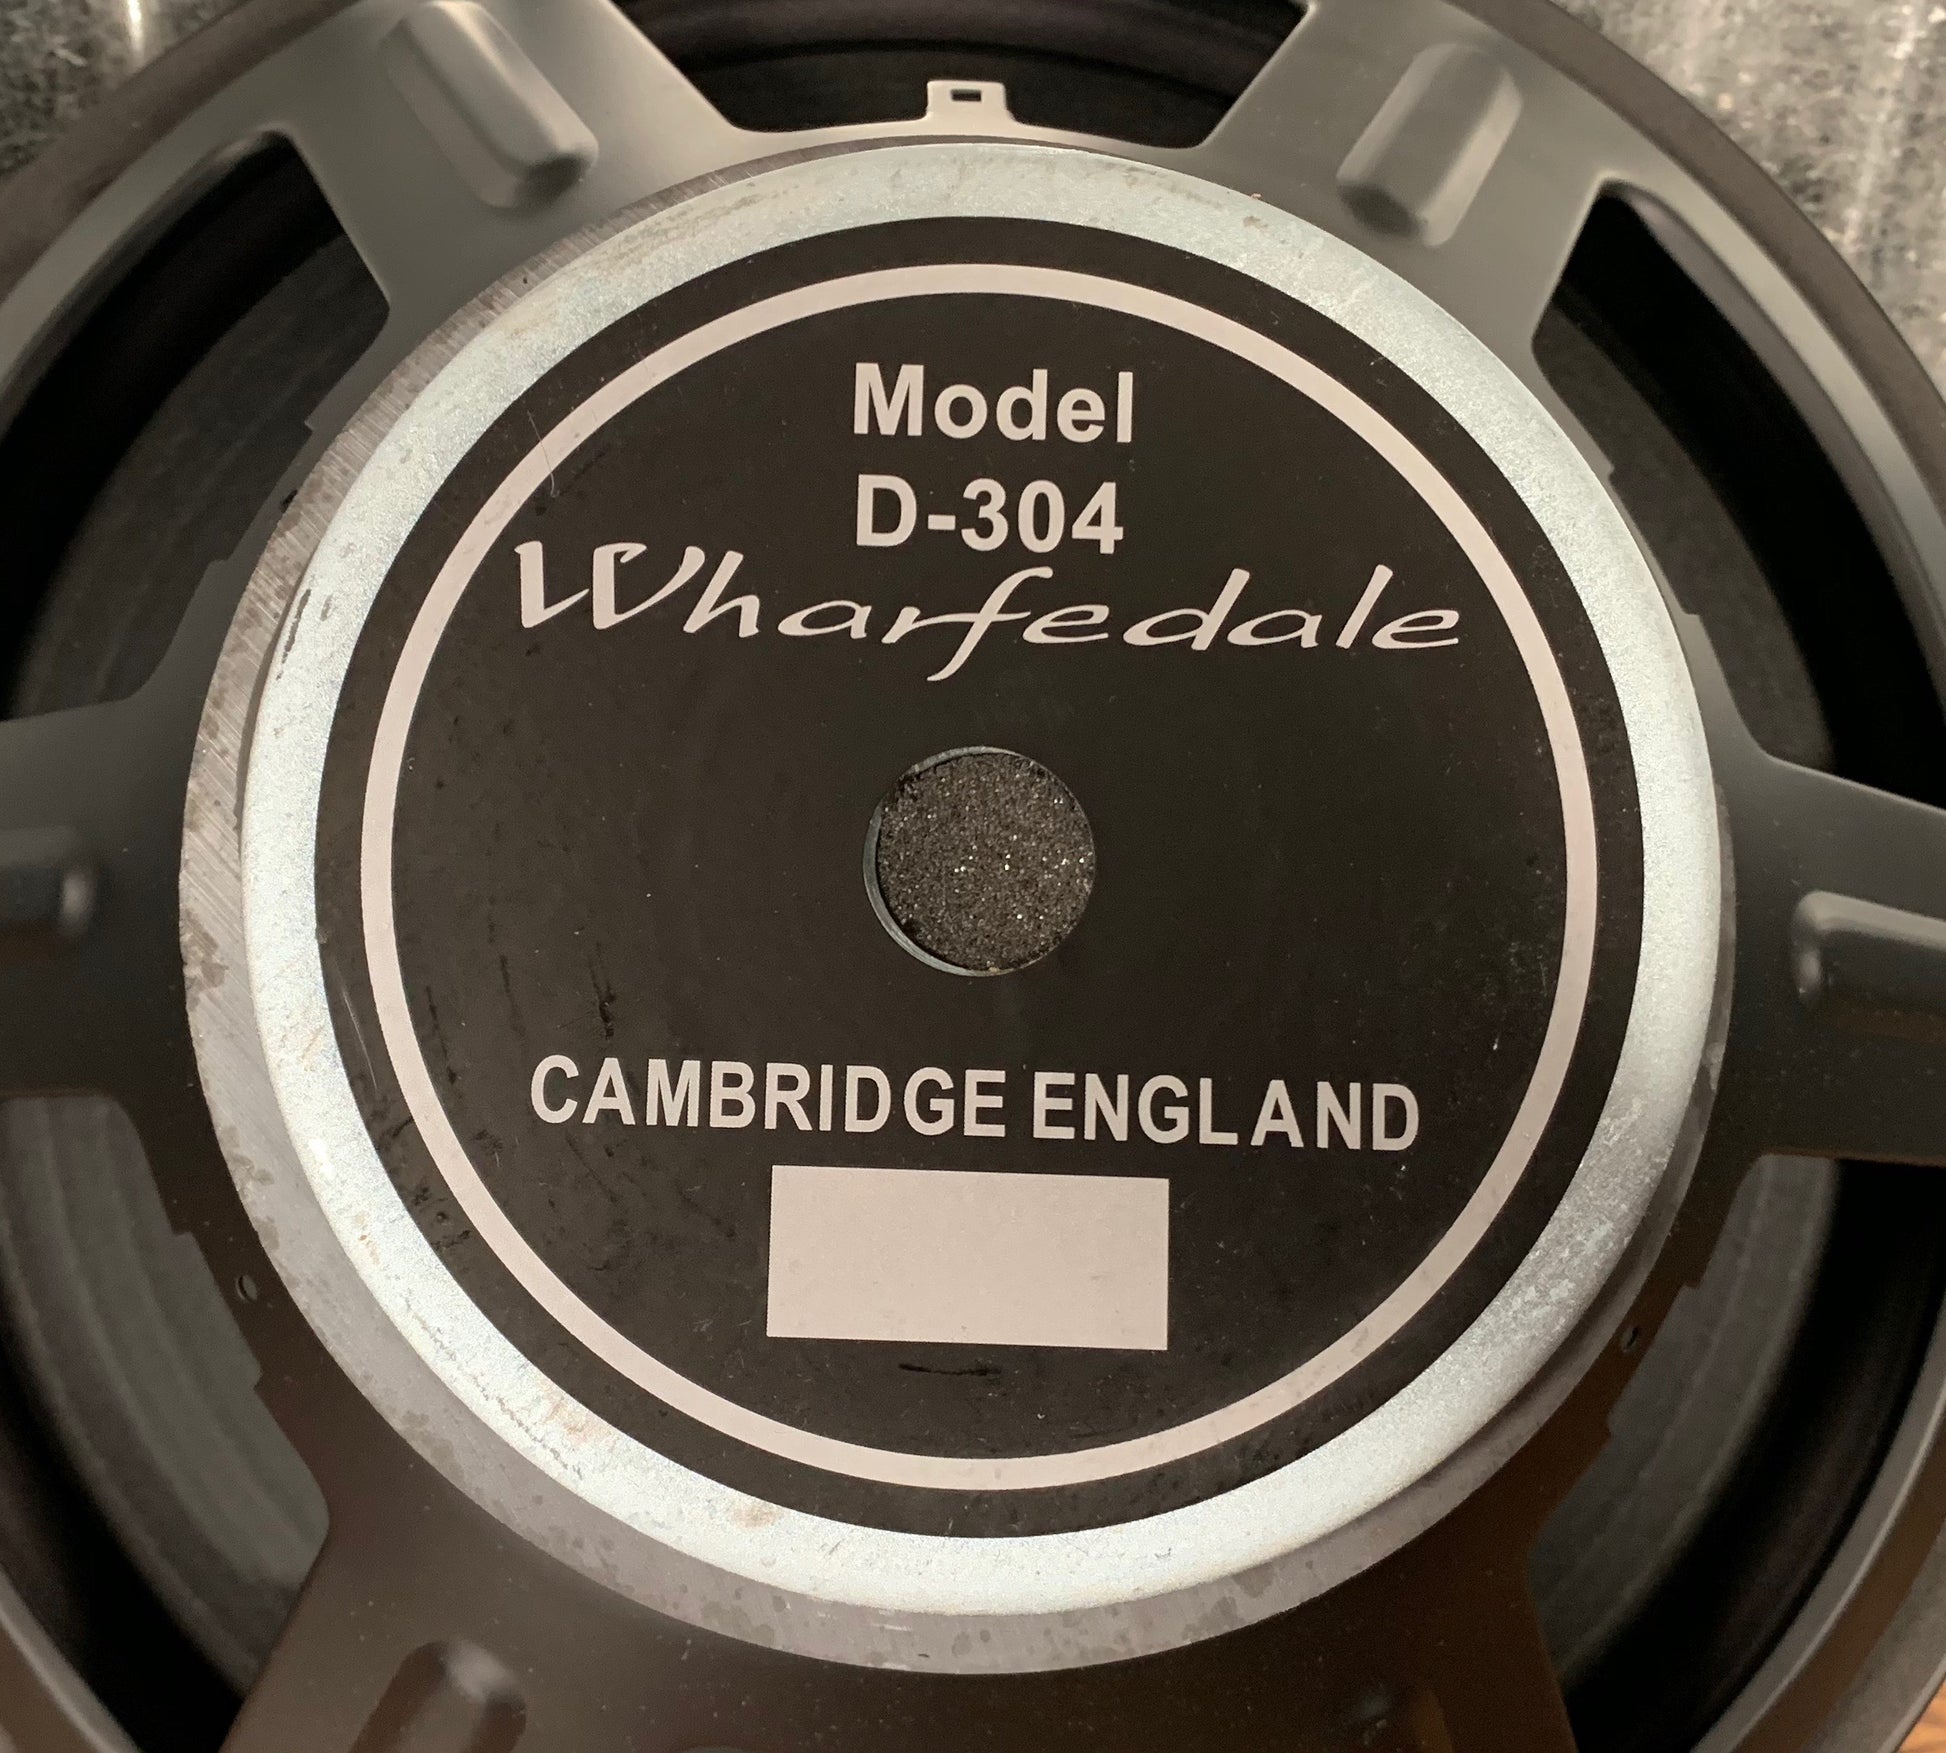 Model
D-304
Wharfedale
CAMBRIDGE ENGLAND